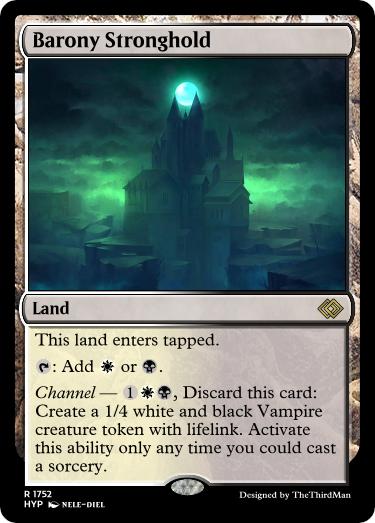 Barony Stronghold
Land
This land enters tapped.
: Add or .
Channel — 1, Discard this card:
Create a 1/4 white and black Vampire
creature token with lifelink. Activate
this ability only any time you could cast
a sorcery.
R 1752
HYP NELE-DIEL
Designed by TheThirdMan